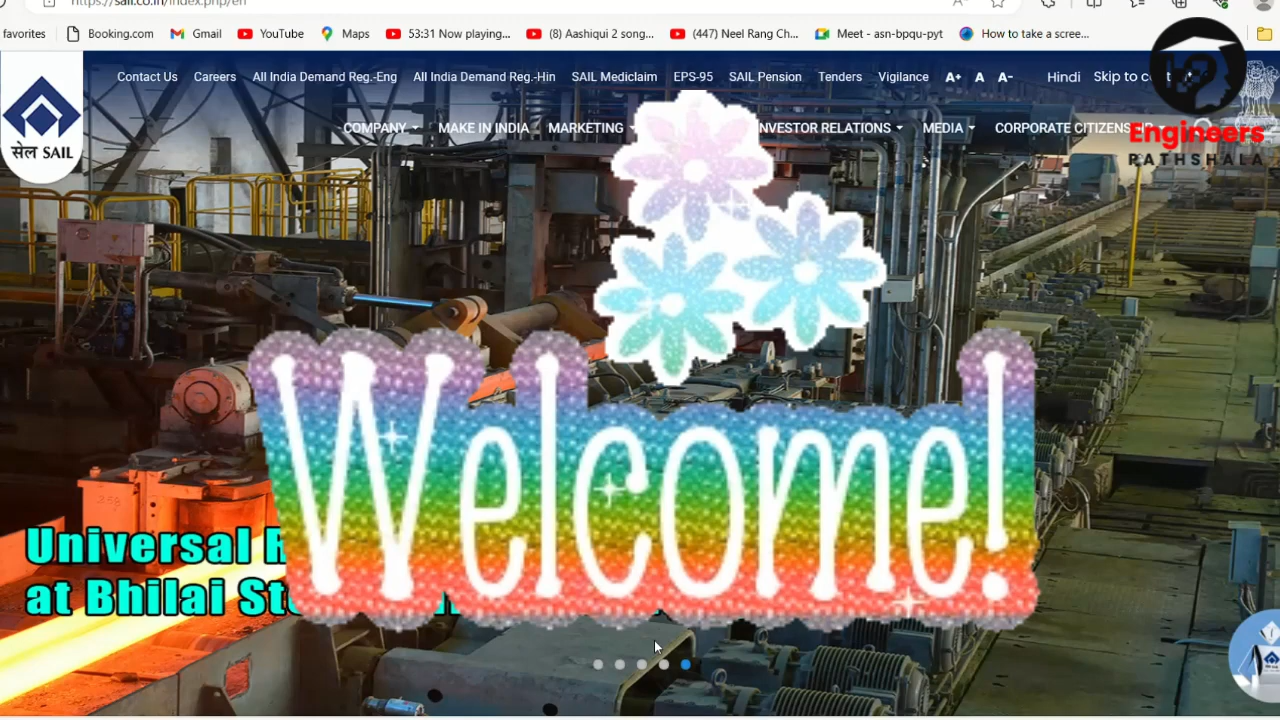 https://sail.co.in/index.php/en
favorites Booking.com Gmail YouTube Maps 53:31 Now playing... (8) Aashiqui 2 song... (447) Neel Rang Ch... Meet - asn-bpqu-pyt How to take a scree...
Contact Us Careers All India Demand Reg.-Eng All India Demand Reg.-Hin SAIL Mediclaim EPS-95 SAIL Pension Tenders Vigilance A+ A A- Hindi Skip to
COMPANY MAKE IN INDIA MARKETING INVESTOR RELATIONS MEDIA CORPORATE
सेल SAIL
Engineers
PATHSHALA
Welcome!
Universal
at Bhilai